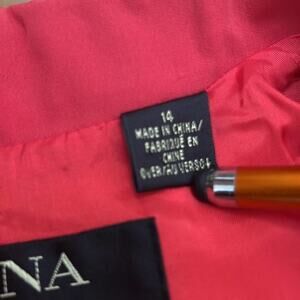 14
MADE IN CHINA/
FABRIQUÉ EN
CHINE
OVER/AU VERSO
NA